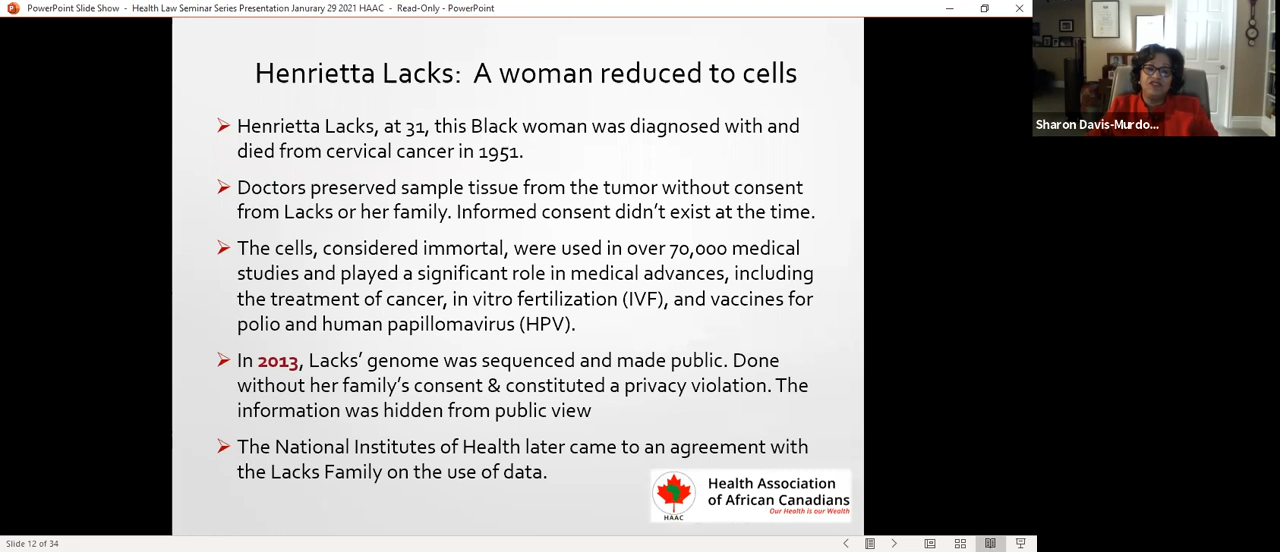 PowerPoint Slide Show - Health Law Seminar Series Presentation Janurary 29 2021 HAAC - Read-Only - PowerPoint
Henrietta Lacks: A woman reduced to cells
Henrietta Lacks, at 31, this Black woman was diagnosed with and
died from cervical cancer in 1951.
Doctors preserved sample tissue from the tumor without consent
from Lacks or her family. Informed consent didn't exist at the time.
The cells, considered immortal, were used in over 70,000 medical
studies and played a significant role in medical advances, including
the treatment of cancer, in vitro fertilization (IVF), and vaccines for
polio and human papillomavirus (HPV).
In 2013, Lacks' genome was sequenced and made public. Done
without her family's consent & constituted a privacy violation. The
information was hidden from public view
The National Institutes of Health later came to an agreement with
the Lacks Family on the use of data.
HAAC
Health Association
of African Canadians
Our Health is our Wealth
Sharon Davis-Murdo...
Slide 12 of 34